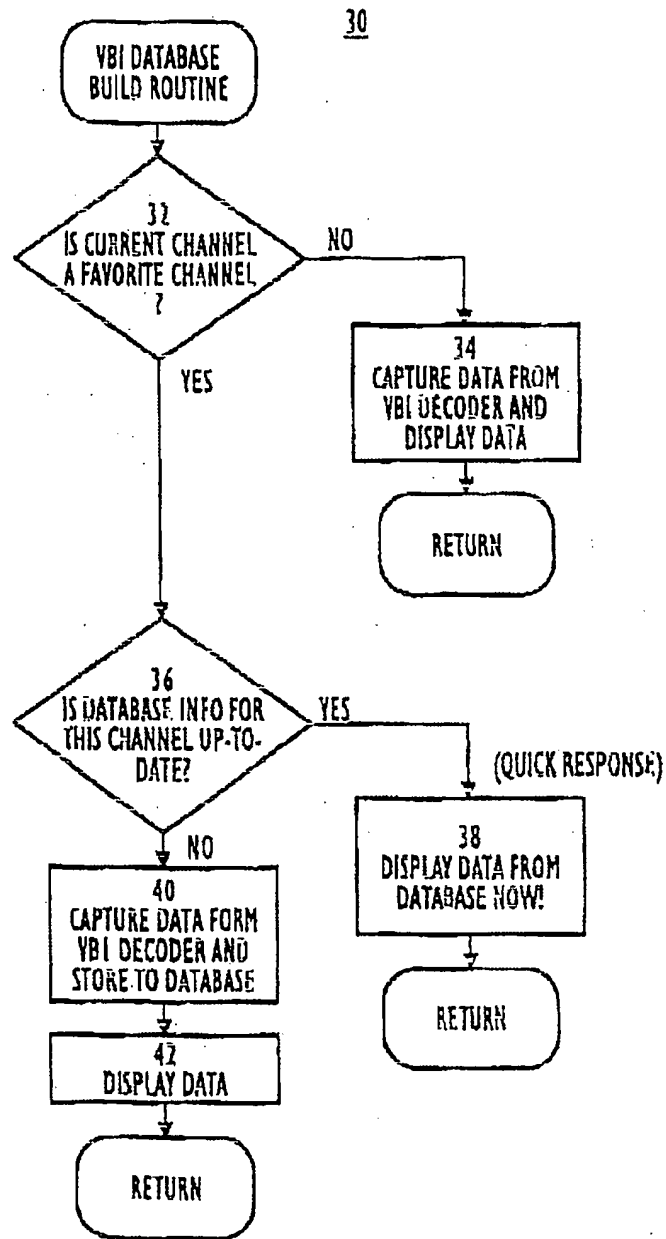 30
VBI DATABASE
BUILD ROUTINE
32
IS CURRENT CHANNEL
A FAVORITE CHANNEL
?
NO
YES
34
CAPTURE DATA FROM
VBI DECODER AND
DISPLAY DATA
RETURN
36
IS DATABASE INFO FOR
THIS CHANNEL UP-TO-
DATE?
YES
(QUICK RESPONSE)
38
DISPLAY DATA FROM
DATABASE NOW!
RETURN
NO
40
CAPTURE DATA FORM
VBI DECODER AND
STORE TO DATABASE
42
DISPLAY DATA
RETURN